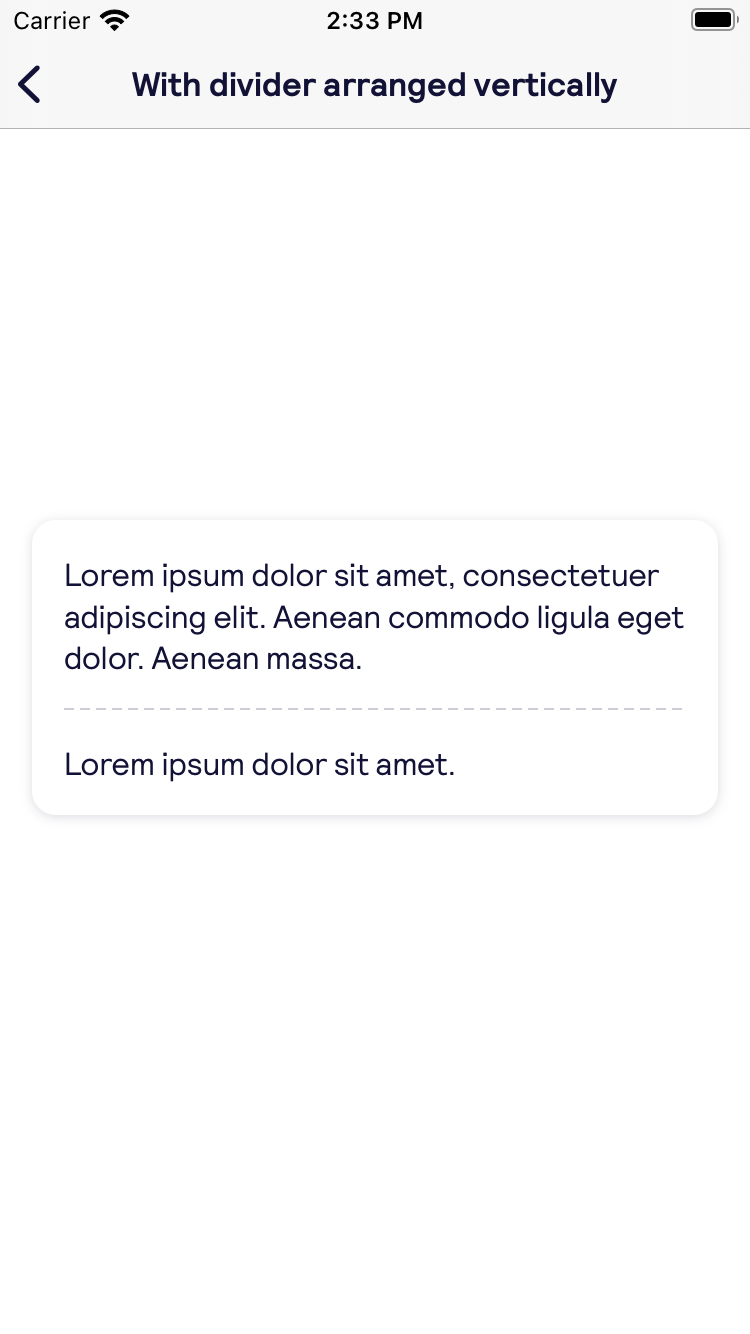 Carrier
2:33 PM
With divider arranged vertically
Lorem ipsum dolor sit amet, consectetuer
adipiscing elit. Aenean commodo ligula eget
dolor. Aenean massa.
Lorem ipsum dolor sit amet.